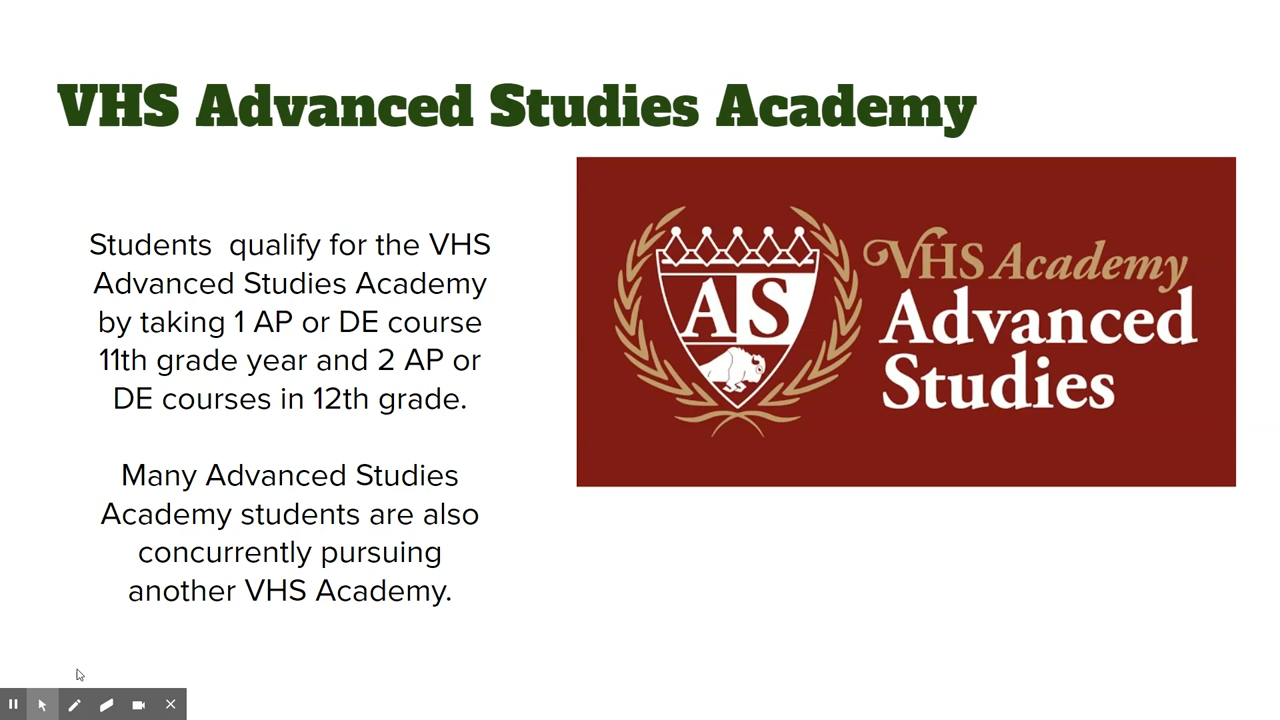 VHS Advanced Studies Academy
Students  qualify for the VHS
Advanced Studies Academy
by taking 1 AP or DE course
11th grade year and 2 AP or
DE courses in 12th grade.
Many Advanced Studies
Academy students are also
concurrently pursuing
another VHS Academy.
AS
VHS Academy
Advanced
Studies